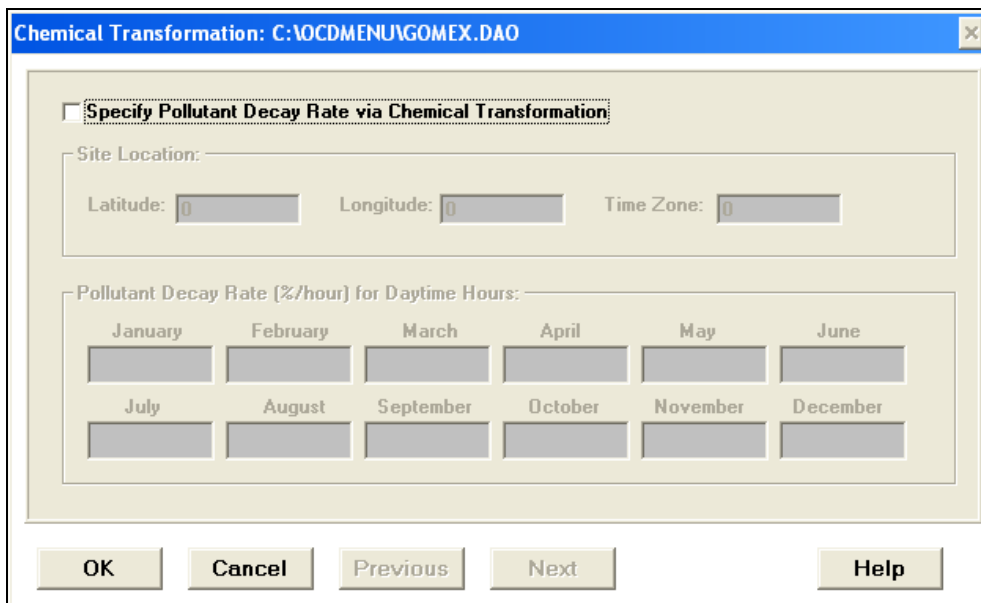 Chemical Transformation: C:\OCDMENU\GOMEX.DAO
Specify Pollutant Decay Rate via Chemical Transformation
Site Location:
Latitude: 0 Longitude: 0 Time Zone: 0
Pollutant Decay Rate (%/hour) for Daytime Hours:
January February March April May June
July August September October November December
OK Cancel Previous Next Help